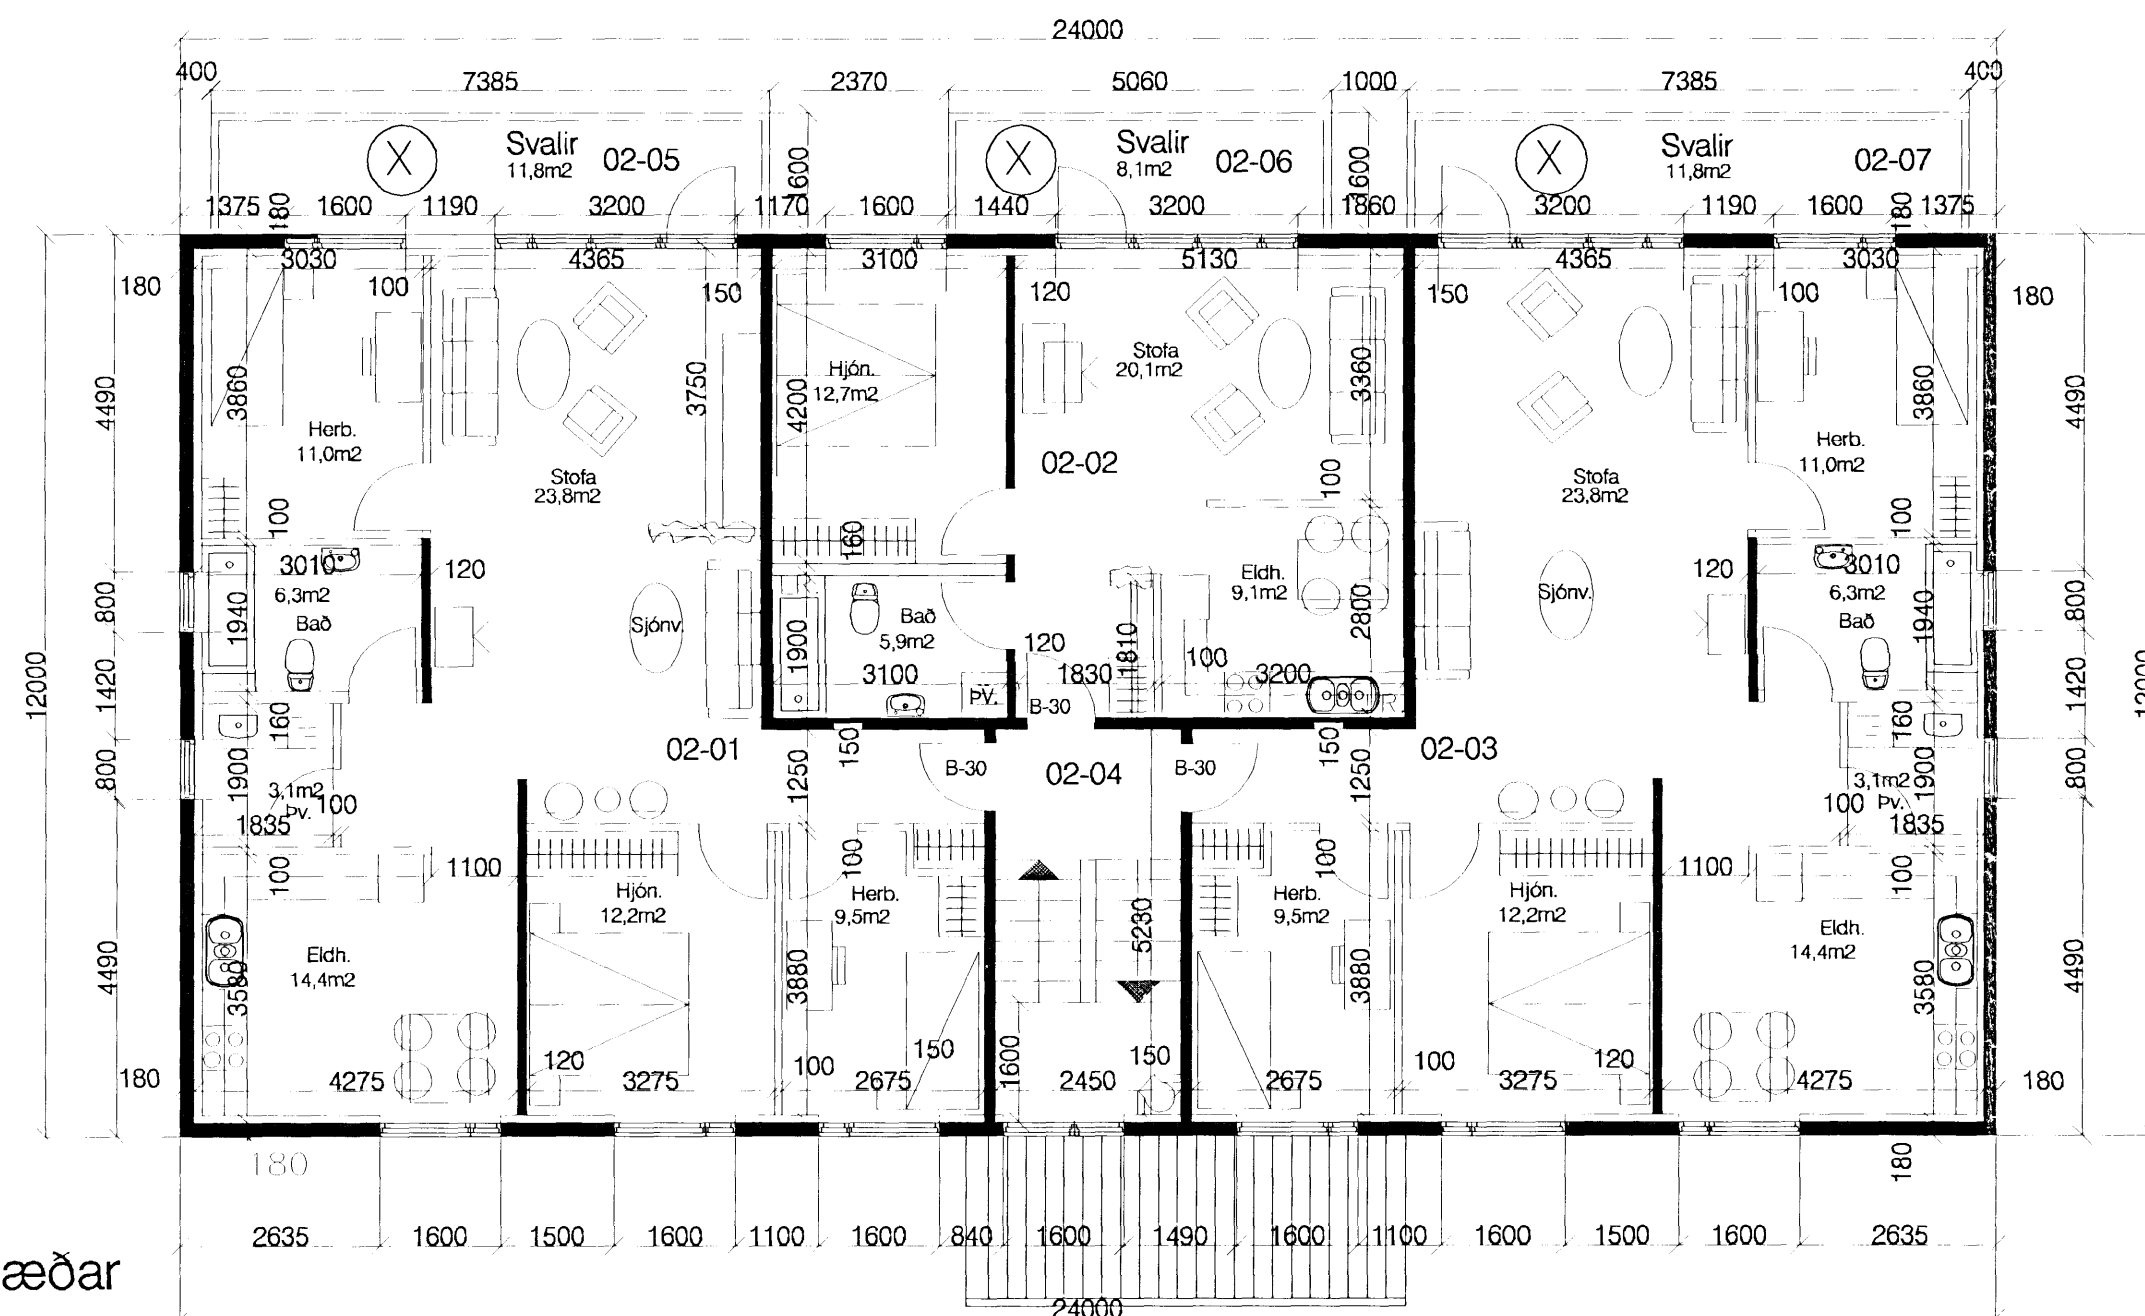 24000
400 7385 2370 5060 1000 7385 400
Svalir 02-05 Svalir 02-06 Svalir 02-07
11,8m2 8,1m2 11,8m2
X X X
1600 1600
1375 180 1600 1190 3200 1170 1600 1440 3200 1860 3200 1190 1600 180 1375
3030 4365 3100 5130 4365 3030
180 100 150 120 150 100 180
4490 3860 3750 4200 3360 3860 4490
Hjón.
12,7m2
Stofa
20,1m2
Herb.
11,0m2
Herb.
11,0m2
02-02
Stofa
23,8m2
Stofa
23,8m2
100 160 100 100
3010 120 120 3010
6,3m2
Bað
Eldh.
9,1m2
6,3m2
Bað
800 1940 1900 1810 2800 1940 800
Sjónv. Sjónv.
Bað
5,9m2
120 100
3100 1830 3200
ÞV. B-30 R
12000 1420 160 1420 160 12000
02-01 150 B-30 02-04 B-30 150 02-03
800 1900 1250 1250 1900 800
3,1m2
Þv.
100
1835
3,1m2
Þv.
100
1835
100 1100 100 100 1100 100
Hjón.
12,2m2
Herb.
9,5m2
5230
Herb.
9,5m2
Hjón.
12,2m2
Eldh.
14,4m2
Eldh.
14,4m2
4490 3580 3880 3880 3580 4490
180 120 100 150 1600 150 100 120 180
4275 3275 2675 2450 2675 3275 4275
180 180
2635 1600 1500 1600 1100 1600 840 1600 1490 1600 1100 1600 1500 1600 2635
æðar
24000